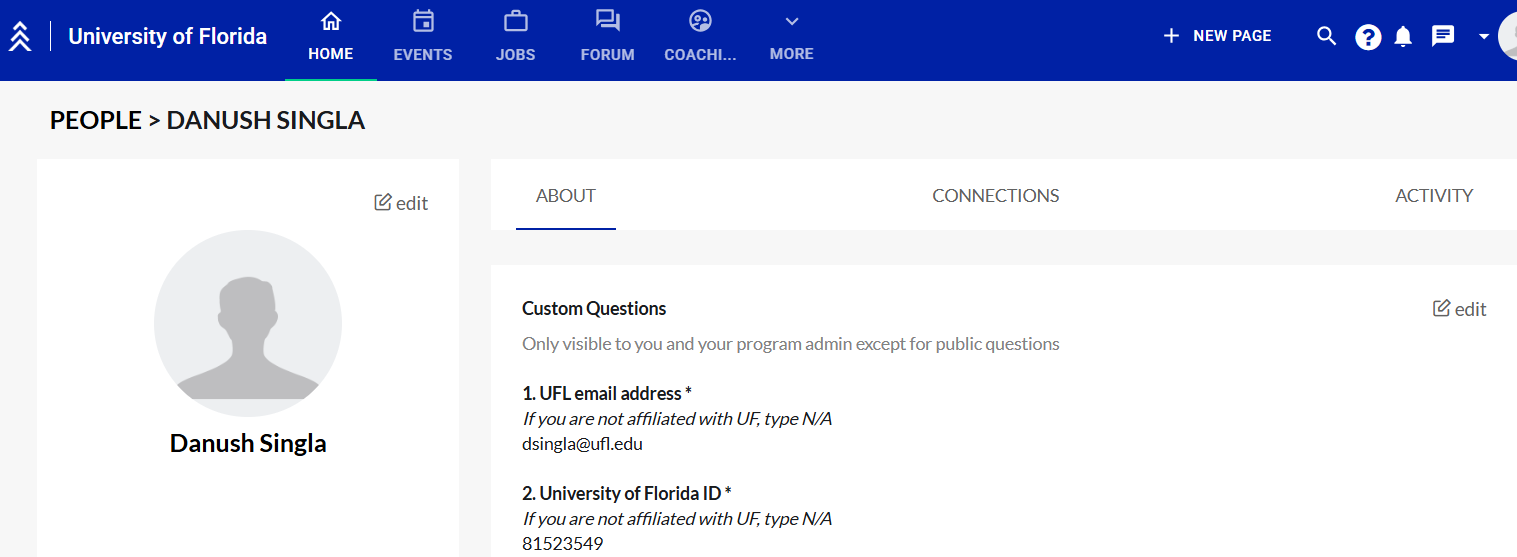 University of Florida
HOME
EVENTS
JOBS
FORUM
COACHI...
MORE
NEW PAGE
PEOPLE > DANUSH SINGLA
edit
Danush Singla
ABOUT
CONNECTIONS
ACTIVITY
Custom Questions
edit
Only visible to you and your program admin except for public questions
1. UFL email address *
If you are not affiliated with UF, type N/A
dsingla@ufl.edu
2. University of Florida ID *
If you are not affiliated with UF, type N/A
81523549